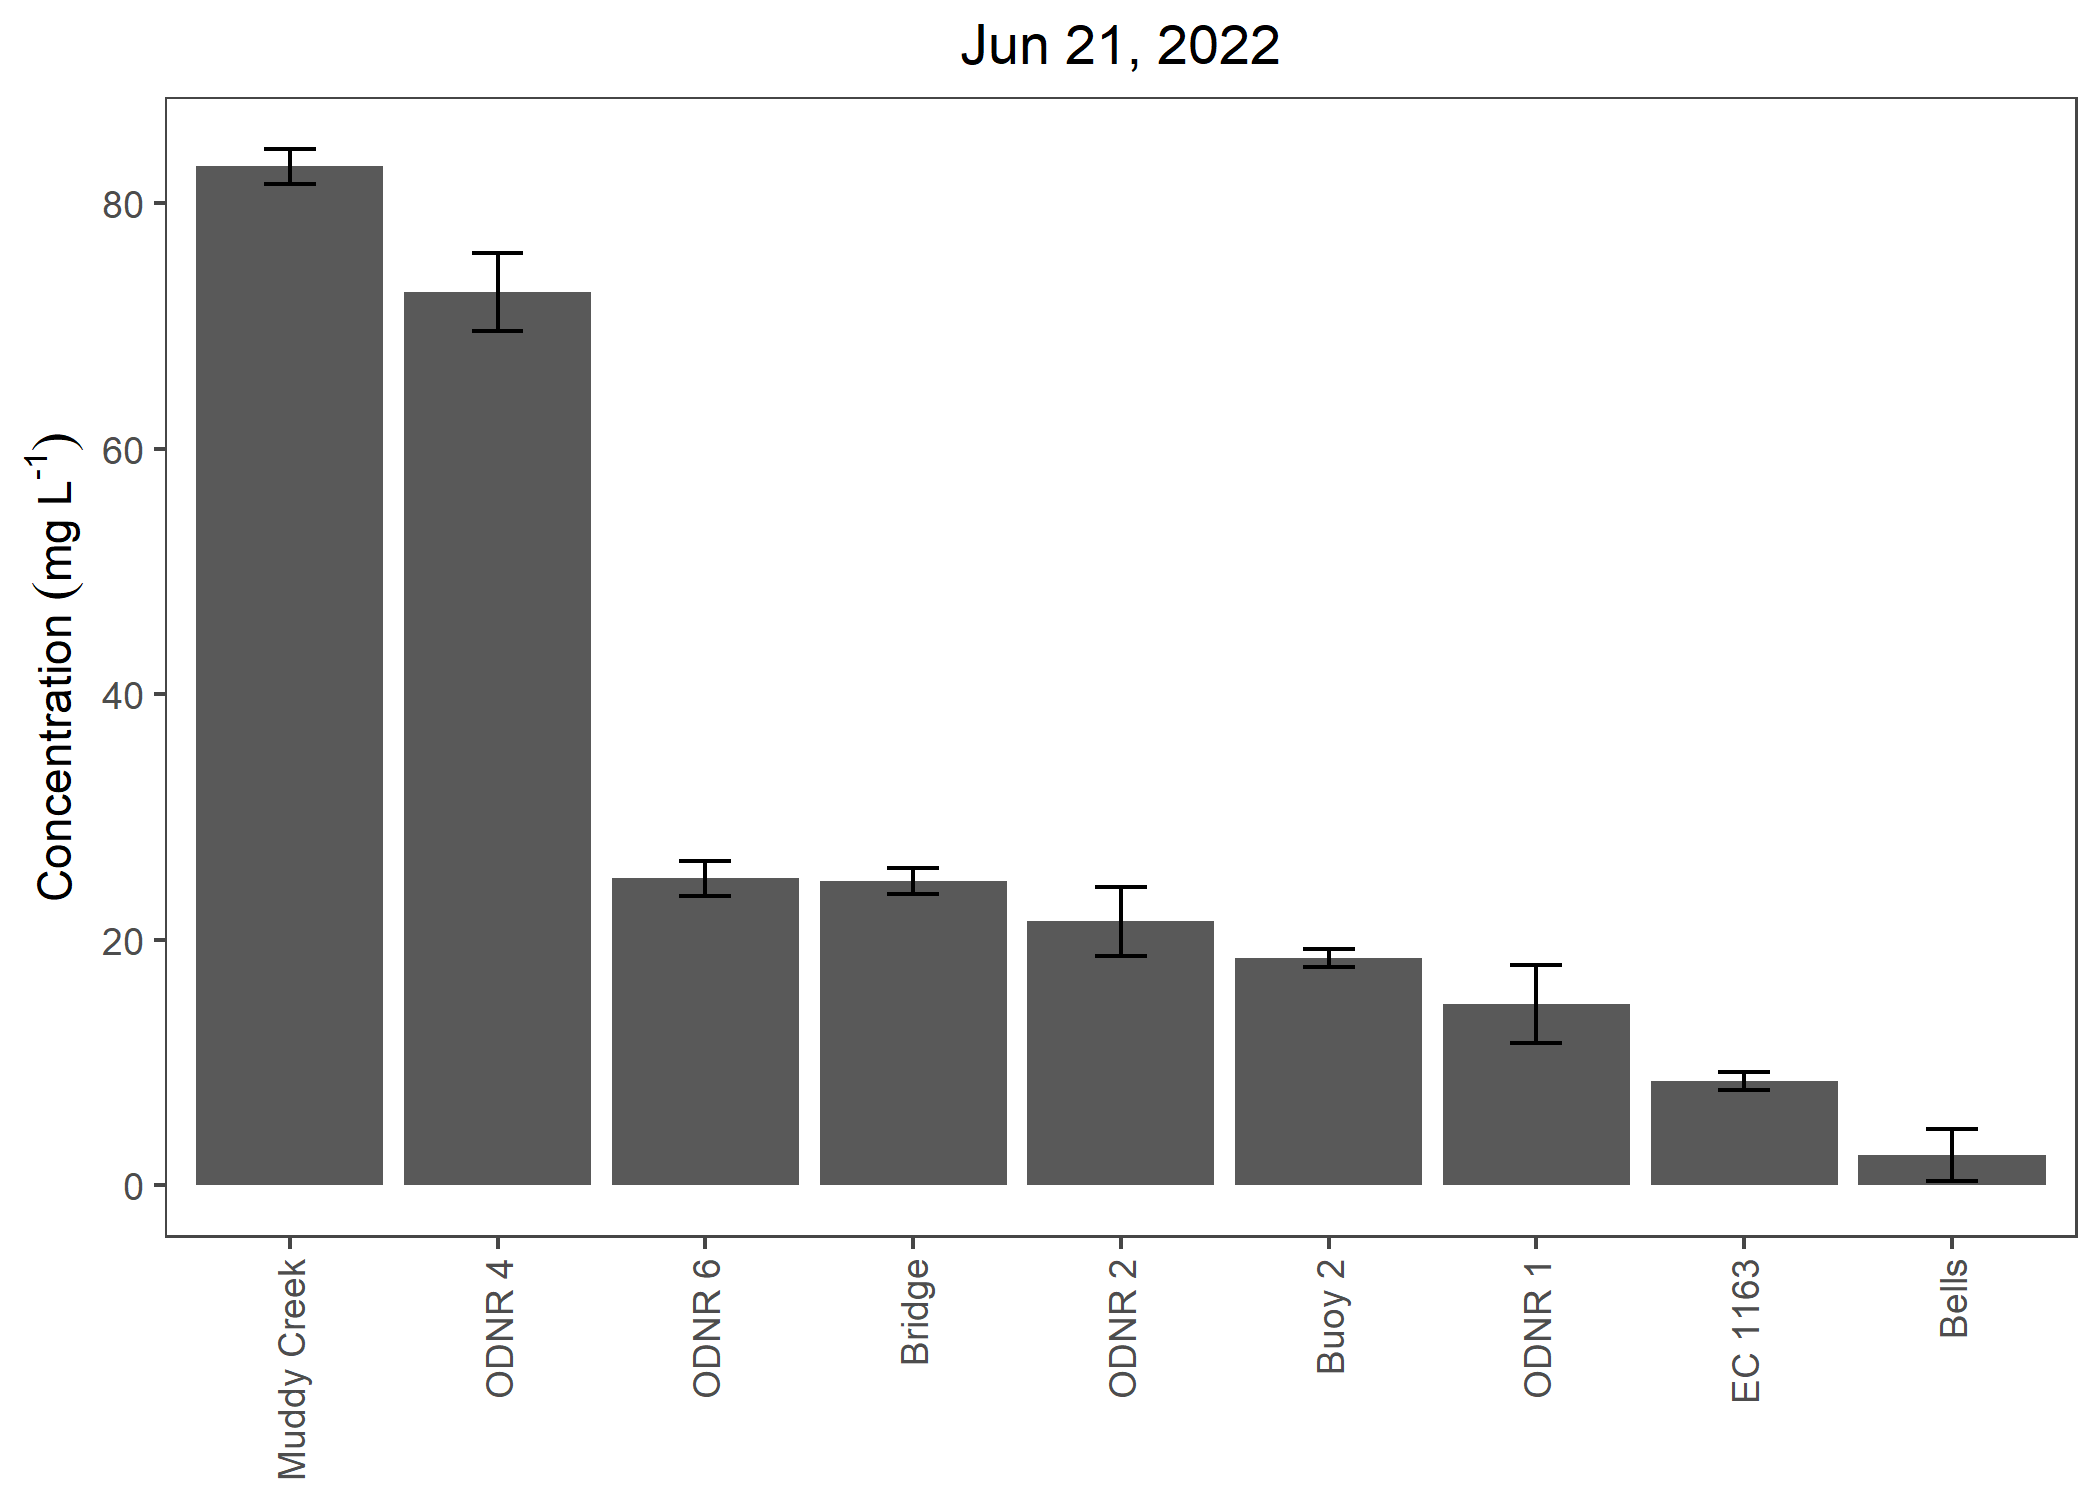 Jun 21, 2022
Concentration (mg L⁻¹)
80
60
40
20
0
Muddy Creek
ODNR 4
ODNR 6
Bridge
ODNR 2
Buoy 2
ODNR 1
EC 1163
Bells